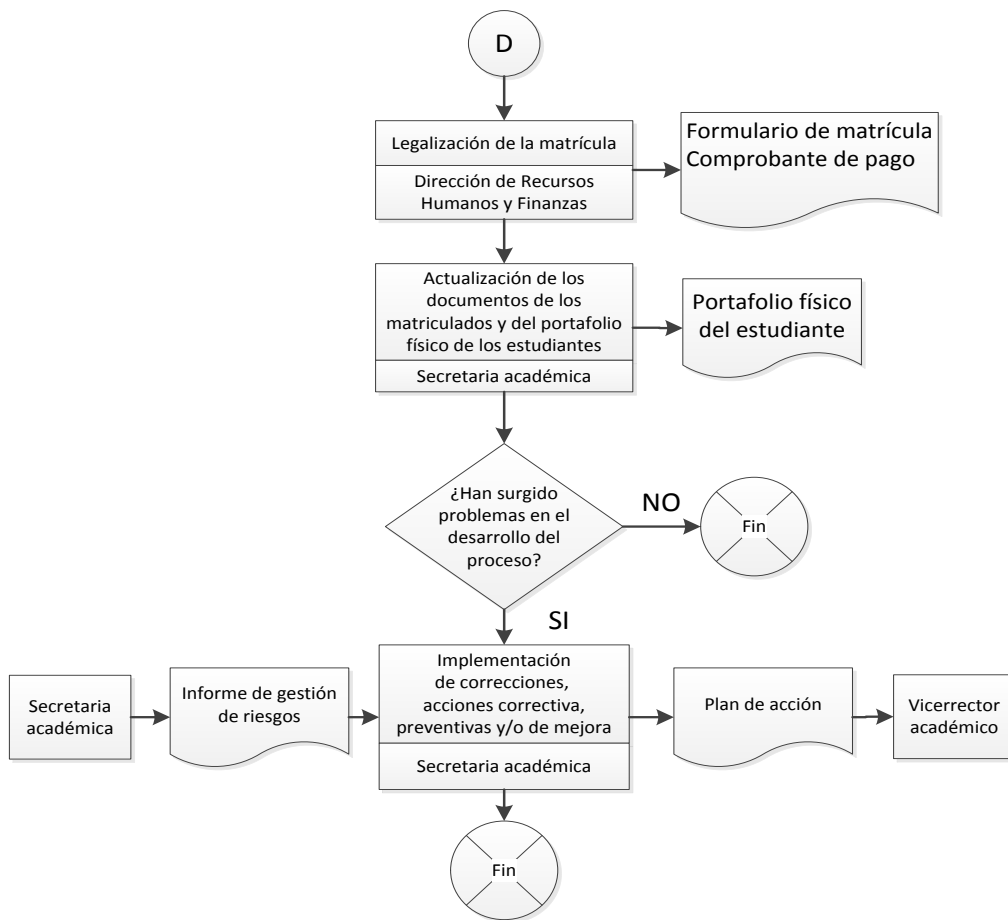 D
Legalización de la matrícula
Dirección de Recursos
Humanos y Finanzas
Formulario de matrícula
Comprobante de pago
Actualización de los
documentos de los
matriculados y del portafolio
físico de los estudiantes
Secretaria académica
Portafolio físico
del estudiante
¿Han surgido
problemas en el
desarrollo del
proceso?
NO
Fin
SI
Secretaria
académica
Informe de gestión
de riesgos
Implementación
de correcciones,
acciones correctiva,
preventivas y/o de mejora
Secretaria académica
Plan de acción
Vicerrector
académico
Fin